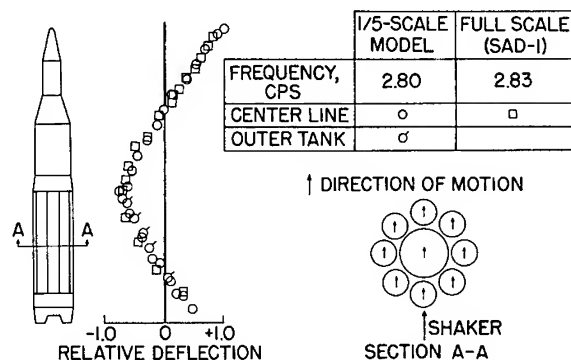 1/5-SCALE MODEL
FULL SCALE (SAD-1)
FREQUENCY, CPS
2.80
2.83
CENTER LINE
OUTER TANK
A
A
DIRECTION OF MOTION
-1.0 0 +1.0
RELATIVE DEFLECTION
SHAKER
SECTION A-A